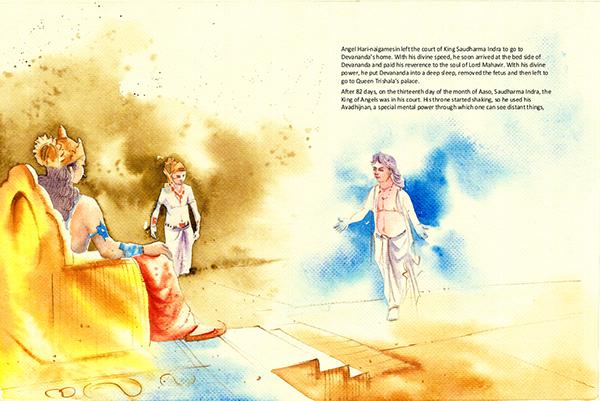 Angel Hari-naigamesin left the court of King Saudharma Indra to go to
Devananda's home. With his divine speed, he soon arrived at the bed side of
Devananda and paid his reverence to the soul of Lord Mahavir. With his divine
power, he put Devananda into a deep sleep, removed the fetus and then left to
go to Queen Trishala's palace.
After 82 days, on the thirteenth day of the month of Aaso, Saudharma Indra, the
King of Angels was in his court. His throne started shaking, so he used his
Avadhijnan, a special mental power through which one can see distant things,